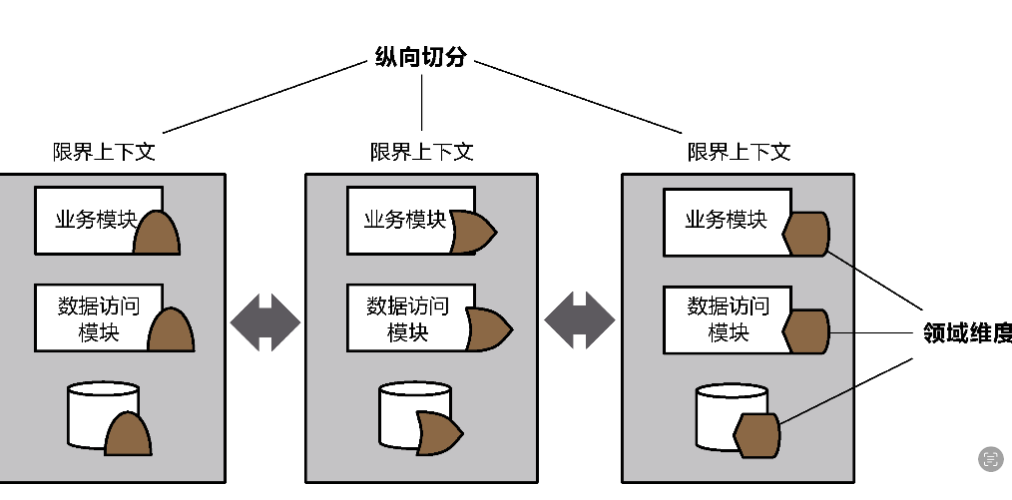 纵向切分
限界上下文
限界上下文
限界上下文
业务模块
业务模块
业务模块
数据访问
模块
数据访问
模块
数据访问
模块
领域维度